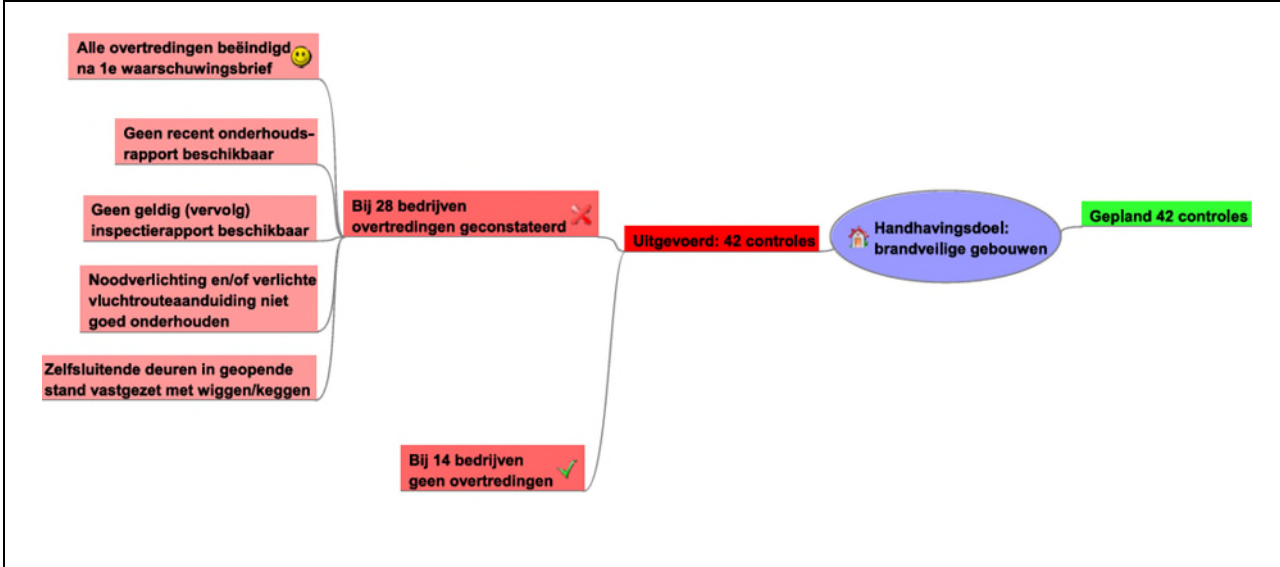 Alle overtredingen beëindigd
na 1e waarschuwingsbrief
Geen recent onderhouds-
rapport beschikbaar
Geen geldig (vervolg)
inspectierapport beschikbaar
Noodverlichting en/of verlichte
vluchtrouteaanduiding niet
goed onderhouden
Zelfsluitende deuren in geopende
stand vastgezet met wiggen/keggen
Bij 28 bedrijven
overtredingen geconstateerd
Bij 14 bedrijven
geen overtredingen
Uitgevoerd: 42 controles
Handhavingsdoel:
brandveilige gebouwen
Gepland 42 controles